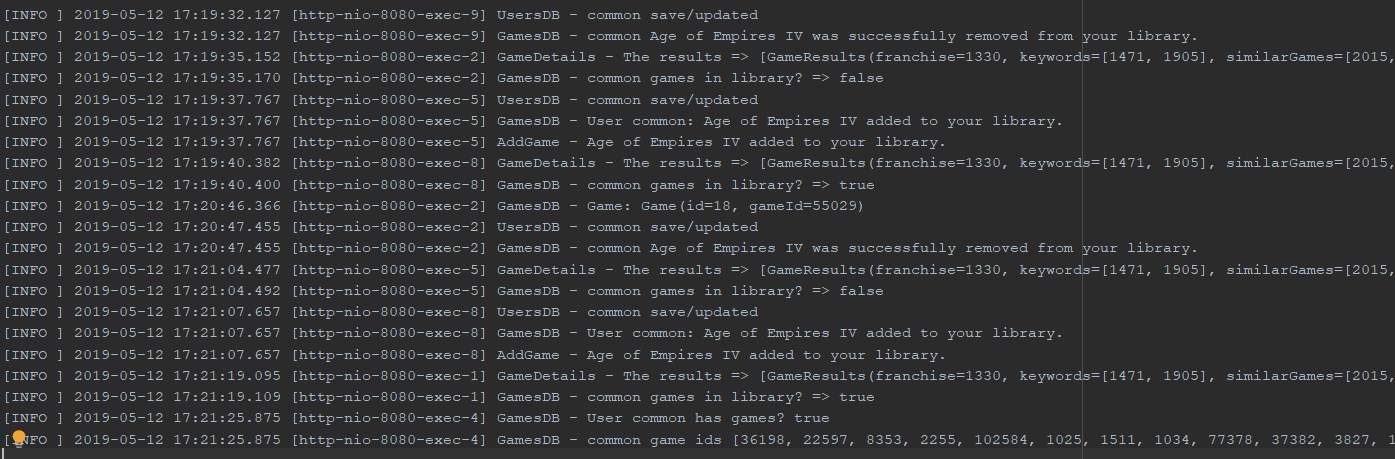 [INFO ] 2019-05-12 17:19:32.127 [http-nio-8080-exec-9] UsersDB - common save/updated
[INFO ] 2019-05-12 17:19:32.127 [http-nio-8080-exec-9] GamesDB - common Age of Empires IV was successfully removed from your library.
[INFO ] 2019-05-12 17:19:35.152 [http-nio-8080-exec-2] GameDetails - The results => [GameResults(franchise=1330, keywords=[1471, 1905], similarGames=[2015,
[INFO ] 2019-05-12 17:19:35.170 [http-nio-8080-exec-2] GamesDB - common games in library? => false
[INFO ] 2019-05-12 17:19:37.767 [http-nio-8080-exec-5] UsersDB - common save/updated
[INFO ] 2019-05-12 17:19:37.767 [http-nio-8080-exec-5] GamesDB - User common: Age of Empires IV added to your library.
[INFO ] 2019-05-12 17:19:37.767 [http-nio-8080-exec-5] AddGame - Age of Empires IV added to your library.
[INFO ] 2019-05-12 17:19:40.382 [http-nio-8080-exec-8] GameDetails - The results => [GameResults(franchise=1330, keywords=[1471, 1905], similarGames=[2015,
[INFO ] 2019-05-12 17:19:40.400 [http-nio-8080-exec-8] GamesDB - common games in library? => true
[INFO ] 2019-05-12 17:20:46.366 [http-nio-8080-exec-2] GamesDB - Game: Game(id=18, gameId=55029)
[INFO ] 2019-05-12 17:20:47.455 [http-nio-8080-exec-2] UsersDB - common save/updated
[INFO ] 2019-05-12 17:20:47.455 [http-nio-8080-exec-2] GamesDB - common Age of Empires IV was successfully removed from your library.
[INFO ] 2019-05-12 17:21:04.477 [http-nio-8080-exec-5] GameDetails - The results => [GameResults(franchise=1330, keywords=[1471, 1905], similarGames=[2015,
[INFO ] 2019-05-12 17:21:04.492 [http-nio-8080-exec-5] GamesDB - common games in library? => false
[INFO ] 2019-05-12 17:21:07.657 [http-nio-8080-exec-8] UsersDB - common save/updated
[INFO ] 2019-05-12 17:21:07.657 [http-nio-8080-exec-8] GamesDB - User common: Age of Empires IV added to your library.
[INFO ] 2019-05-12 17:21:07.657 [http-nio-8080-exec-8] AddGame - Age of Empires IV added to your library.
[INFO ] 2019-05-12 17:21:19.095 [http-nio-8080-exec-1] GameDetails - The results => [GameResults(franchise=1330, keywords=[1471, 1905], similarGames=[2015,
[INFO ] 2019-05-12 17:21:19.109 [http-nio-8080-exec-1] GamesDB - common games in library? => true
[INFO ] 2019-05-12 17:21:25.875 [http-nio-8080-exec-4] GamesDB - User common has games? true
[INFO ] 2019-05-12 17:21:25.875 [http-nio-8080-exec-4] GamesDB - common game ids [36198, 22597, 8353, 2255, 102584, 1025, 1511, 1034, 77378, 37382, 3827, 1